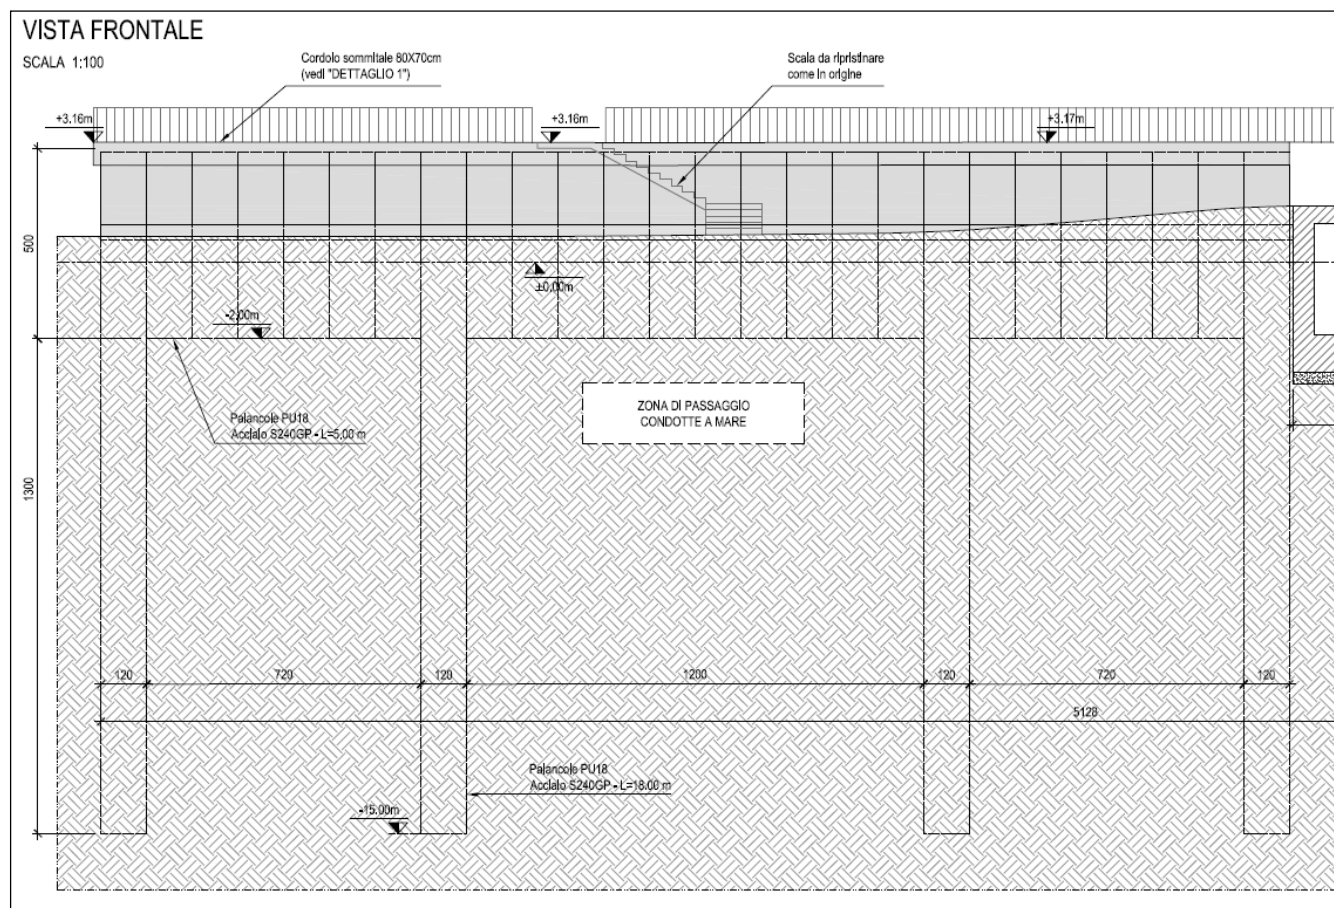 VISTA FRONTALE
SCALA 1:100
Cordolo sommitale 80X70cm
(vedi "DETTAGLIO 1")
Scala da ripristinare
come in origine
+3.16m
+3.16m
+3.17m
500
±0,00m
-2,00m
Palancole PU18
Acciaio S240GP - L=5,00 m
ZONA DI PASSAGGIO
CONDOTTE A MARE
1300
120
720
120
1200
120
720
120
5128
Palancole PU18
Acciaio S240GP - L=18.00 m
-15.00m